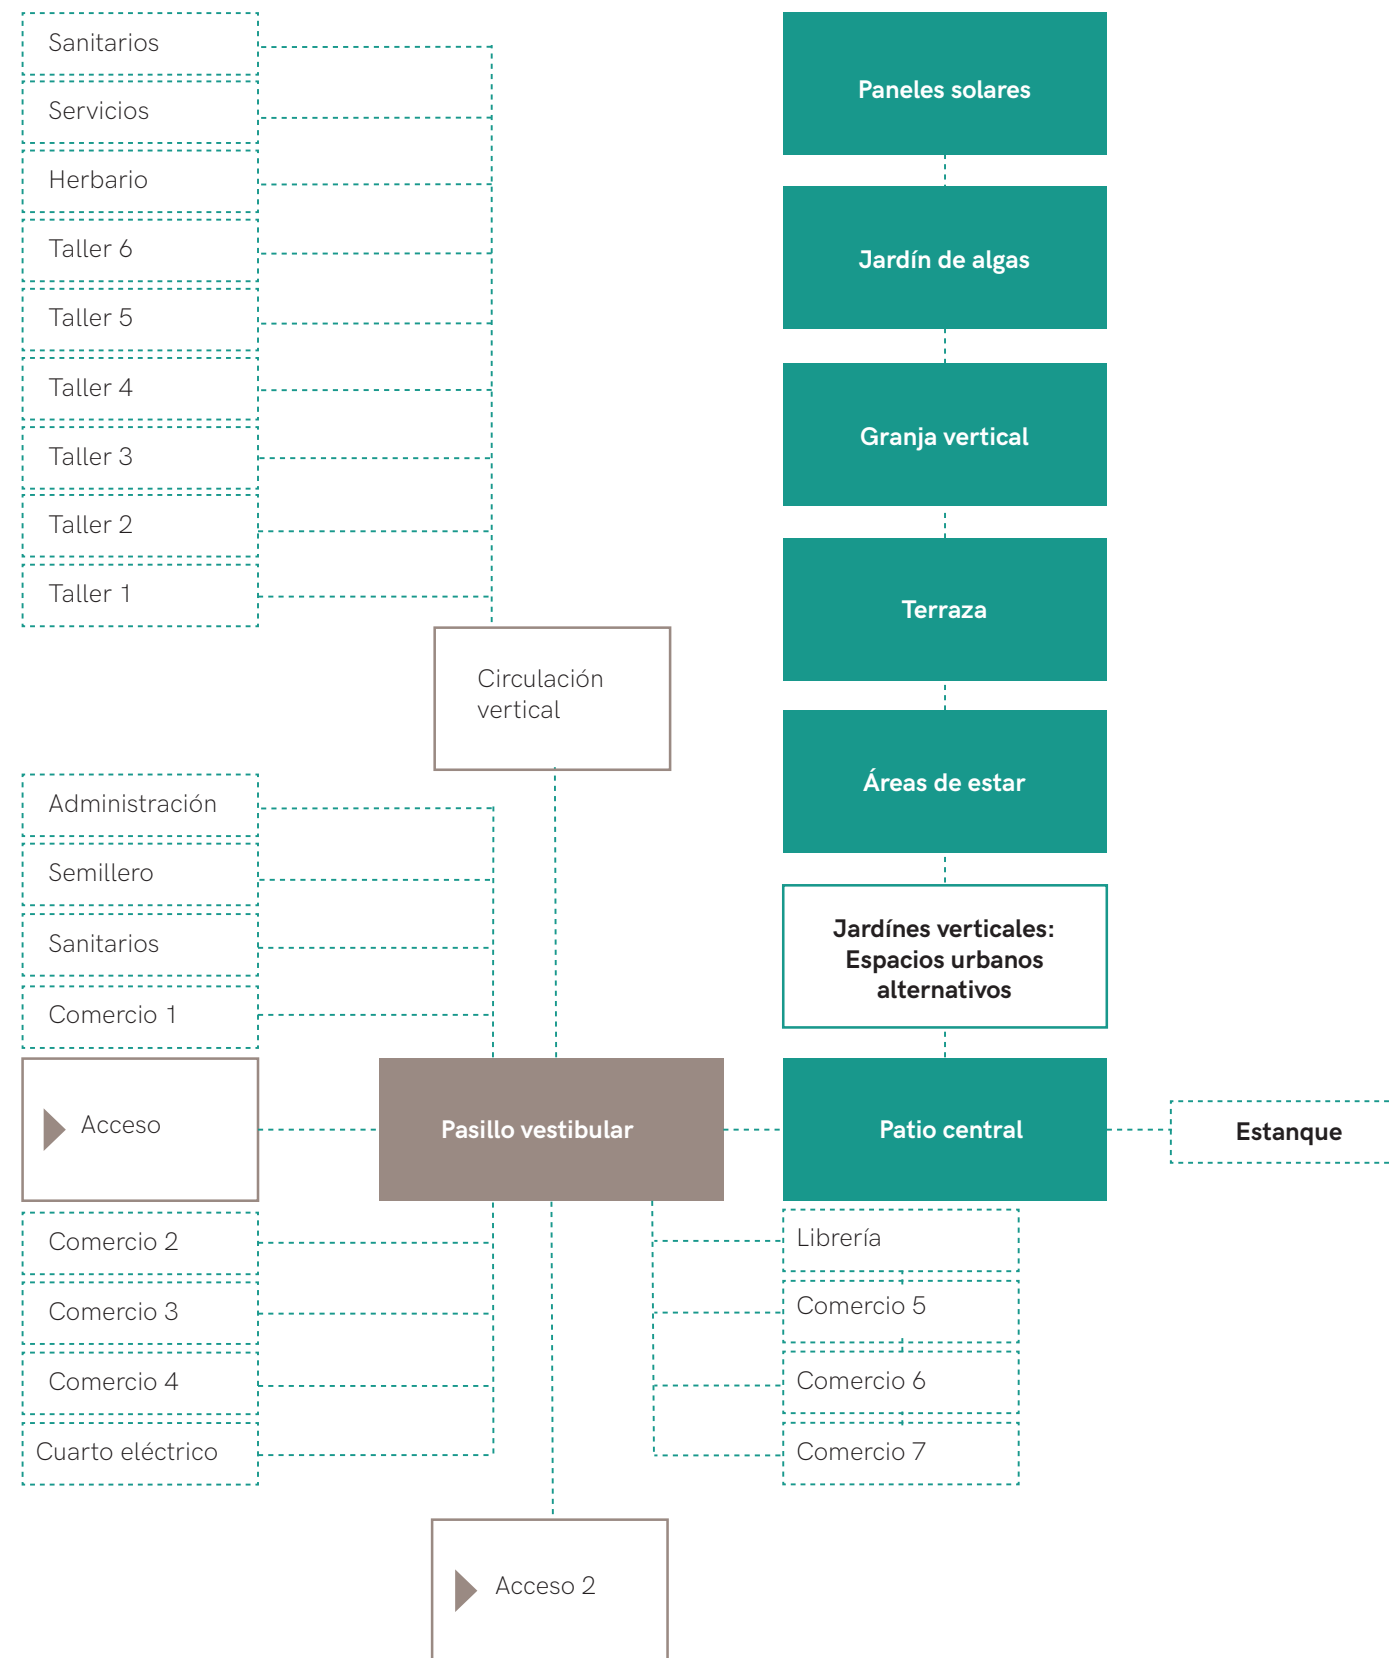 Sanitarios
Servicios
Herbario
Taller 6
Taller 5
Taller 4
Taller 3
Taller 2
Taller 1
Circulación
vertical
Administración
Semillero
Sanitarios
Comercio 1
Acceso
Pasillo vestibular
Comercio 2
Comercio 3
Comercio 4
Cuarto eléctrico
Acceso 2
Paneles solares
Jardín de algas
Granja vertical
Terraza
Áreas de estar
Jardínes verticales:
Espacios urbanos
alternativos
Patio central
Estanque
Librería
Comercio 5
Comercio 6
Comercio 7